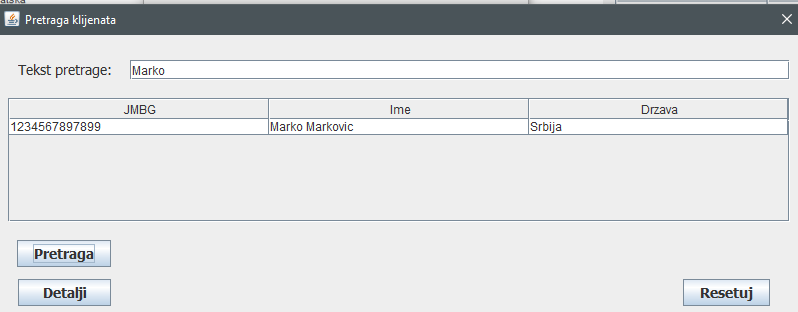 Pretraga klijenata
Tekst pretrage: Marko
JMBG Ime Drzava
1234567897899 Marko Markovic Srbija
Pretraga
Detalji Resetuj